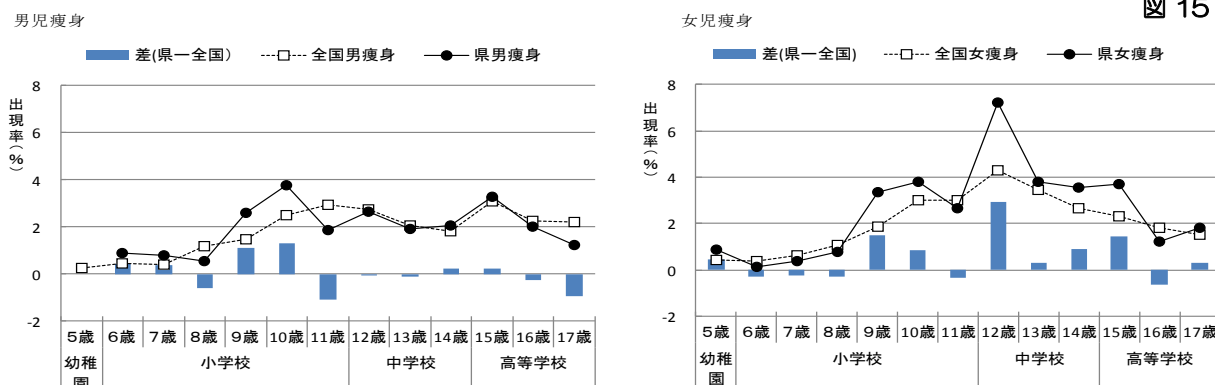 図 15
男児痩身
差(県ー全国)
全国男痩身
県男痩身
出現率(%)
8
6
4
2
0
-2
5歳 6歳 7歳 8歳 9歳 10歳 11歳 12歳 13歳 14歳 15歳 16歳 17歳
幼稚園 小学校 中学校 高等学校
女児痩身
差(県ー全国)
全国女痩身
県女痩身
出現率(%)
8
6
4
2
0
-2
5歳 6歳 7歳 8歳 9歳 10歳 11歳 12歳 13歳 14歳 15歳 16歳 17歳
幼稚園 小学校 中学校 高等学校